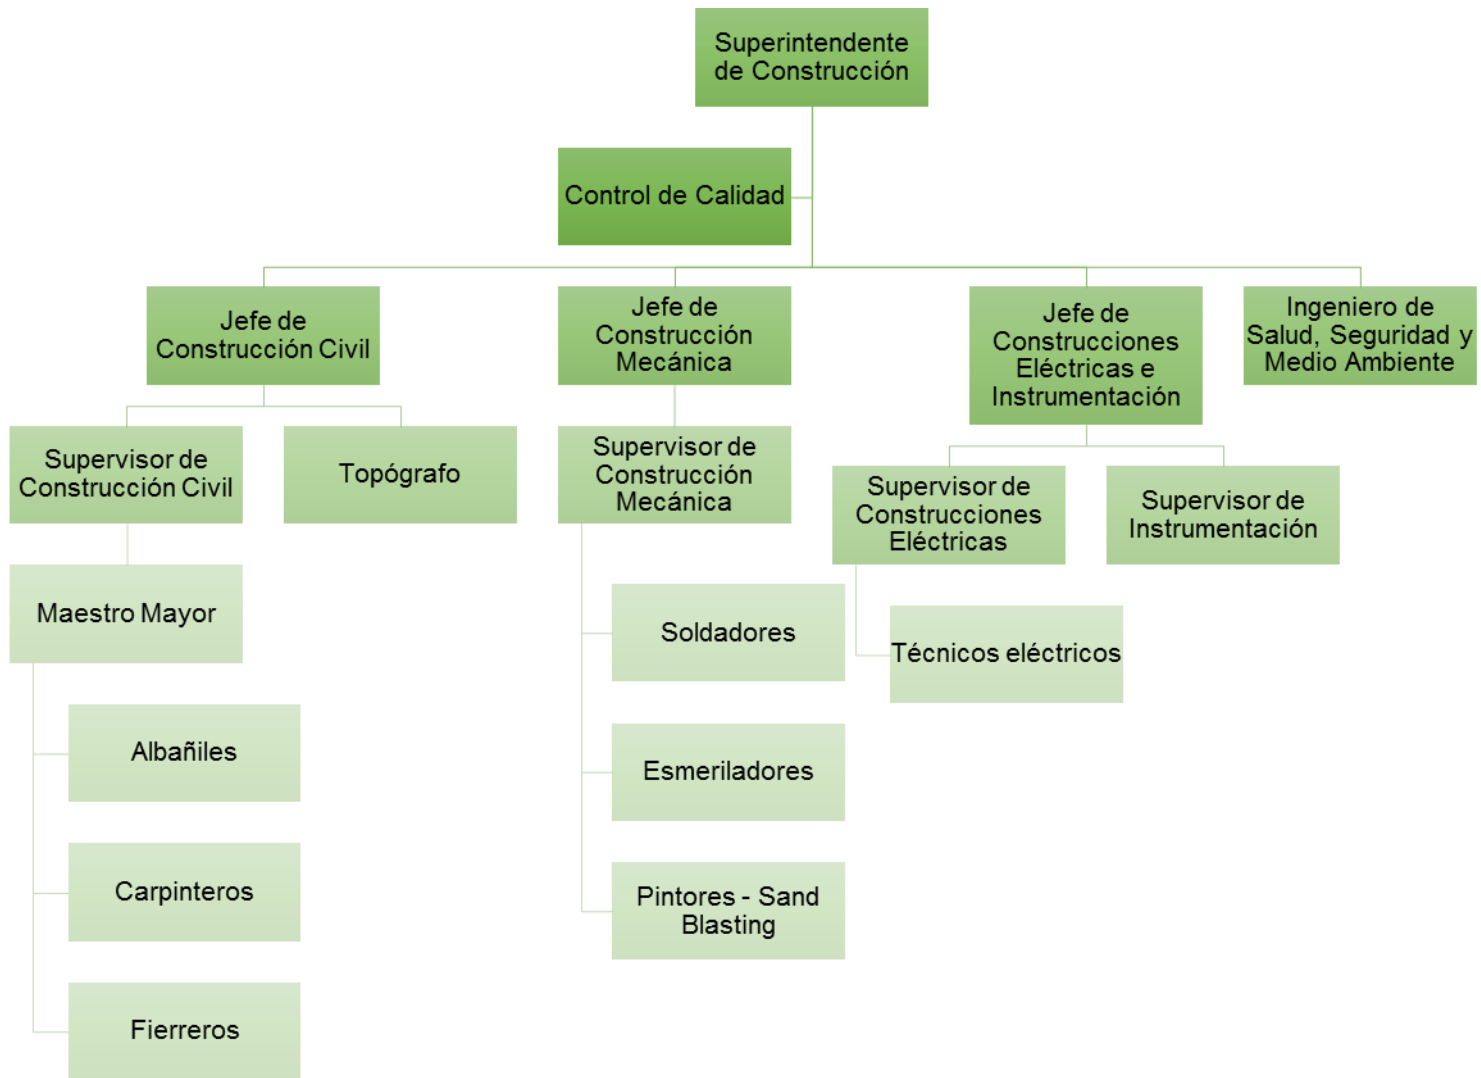 Superintendente
de Construcción
Control de Calidad
Jefe de
Construcción Civil
Jefe de
Construcción
Mecánica
Jefe de
Construcciones
Eléctricas e
Instrumentación
Ingeniero de
Salud, Seguridad y
Medio Ambiente
Supervisor de
Construcción Civil
Topógrafo
Supervisor de
Construcción
Mecánica
Supervisor de
Construcciones
Eléctricas
Supervisor de
Instrumentación
Maestro Mayor
Soldadores
Técnicos eléctricos
Albañiles
Esmeriladores
Carpinteros
Pintores - Sand
Blasting
Fierreros